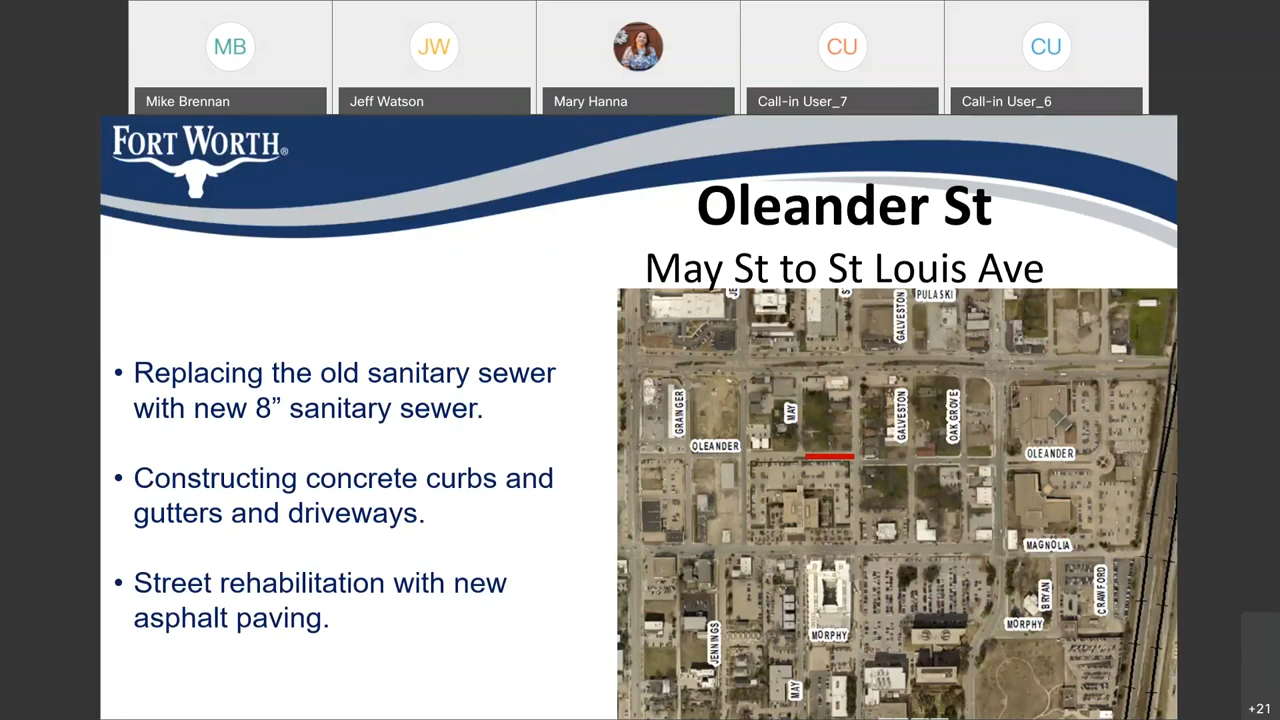 MB
JW
CU
CU
Mike Brennan
Jeff Watson
Mary Hanna
Call-in User_7
Call-in User_6
FORT WORTH®
Oleander St
May St to St Louis Ave
• Replacing the old sanitary sewer
with new 8” sanitary sewer.
• Constructing concrete curbs and
gutters and driveways.
• Street rehabilitation with new
asphalt paving.
PULASKI
GALVESTON
GRAINGER
MAY
GALVESTON
OAK GROVE
OLEANDER
OLEANDER
MAGNOLIA
BRYAN
CRAWFORD
MORPHY
MORPHY
JENNINGS
MAY
+21